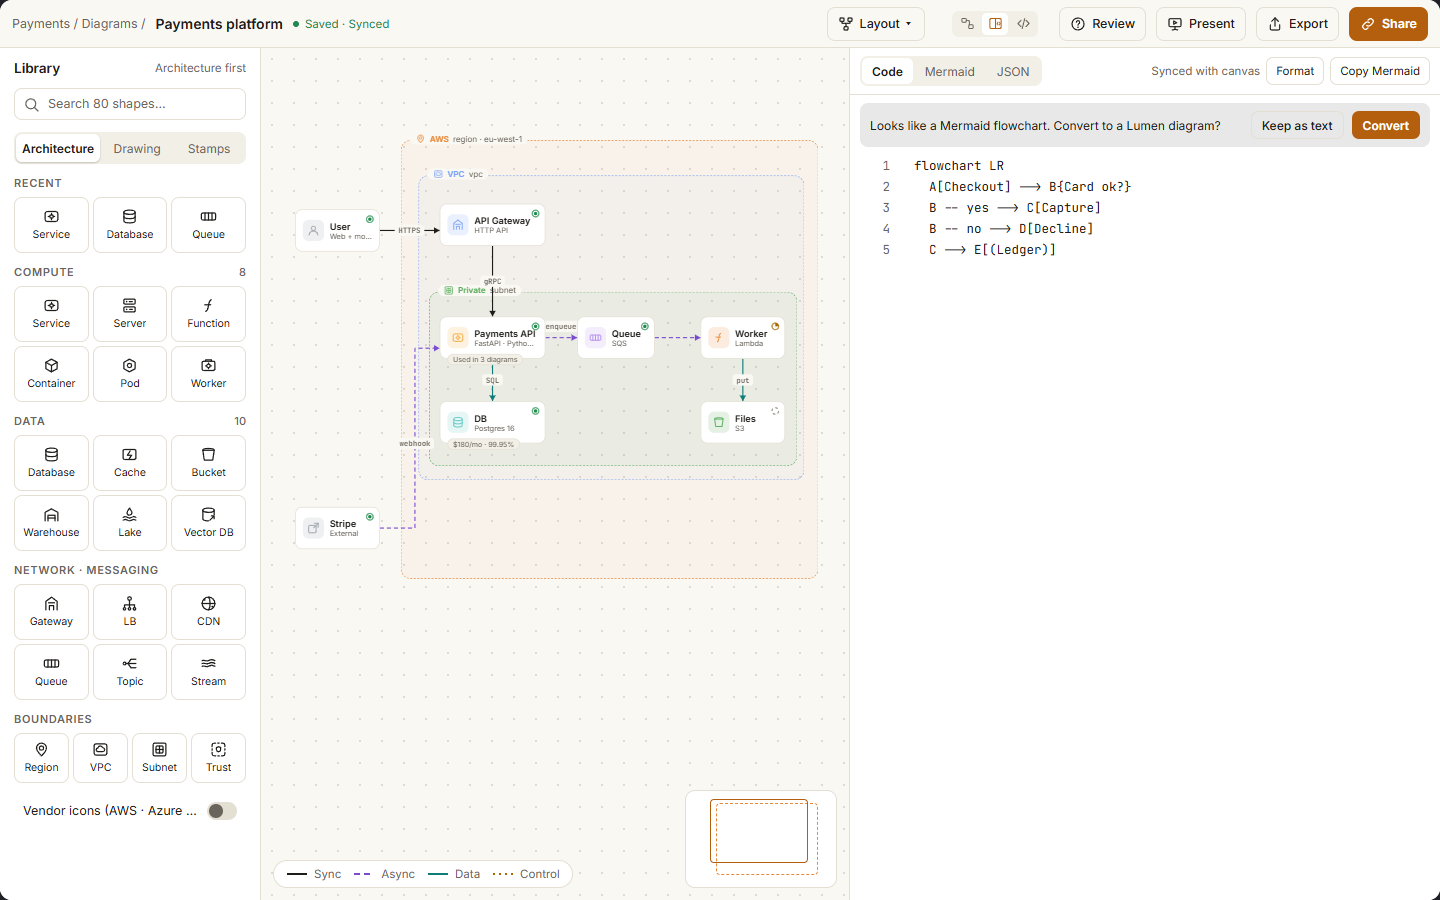 Payments / Diagrams / Payments platform Saved · Synced
Layout
Review
Present
Export
Share
Library
Architecture first
Search 80 shapes...
Architecture
Drawing
Stamps
RECENT
Service
Database
Queue
COMPUTE
8
Service
Server
Function
Container
Pod
Worker
DATA
10
Database
Cache
Bucket
Warehouse
Lake
Vector DB
NETWORK · MESSAGING
Gateway
LB
CDN
Queue
Topic
Stream
BOUNDARIES
Region
VPC
Subnet
Trust
Vendor icons (AWS · Azure ...
AWS region · eu-west-1
VPC vpc
User
Web + mo...
HTTPS
API Gateway
HTTP API
gRPC
Private subnet
Payments API
FastAPI · Pytho...
Used in 3 diagrams
enqueue
Queue
SQS
Worker
Lambda
SQL
put
DB
Postgres 16
$180/mo · 99.95%
Files
S3
webhook
Stripe
External
Sync
Async
Data
Control
Code
Mermaid
JSON
Synced with canvas
Format
Copy Mermaid
Looks like a Mermaid flowchart. Convert to a Lumen diagram?
Keep as text
Convert
1 flowchart LR
2 A[Checkout] --> B{Card ok?}
3 B -- yes --> C[Capture]
4 B -- no --> D[Decline]
5 C --> E[(Ledger)]